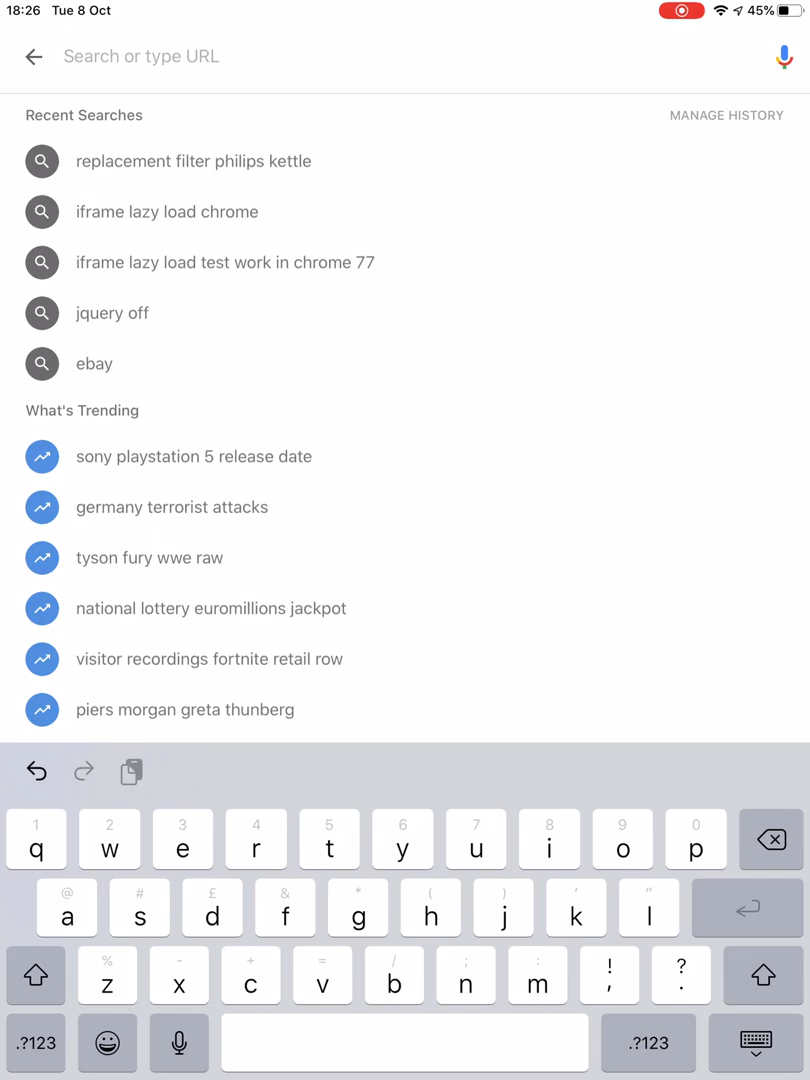 18:26 Tue 8 Oct 45%
Search or type URL
Recent Searches MANAGE HISTORY
replacement filter philips kettle
iframe lazy load chrome
iframe lazy load test work in chrome 77
jquery off
ebay
What's Trending
sony playstation 5 release date
germany terrorist attacks
tyson fury wwe raw
national lottery euromillions jackpot
visitor recordings fortnite retail row
piers morgan greta thunberg
1 2 3 4 5 6 7 8 9 0
q w e r t y u i o p
@ # £ & * ( ) ' "
a s d f g h j k l
% - + = / ; : ! ?
z x c v b n m , .
.?123 .?123